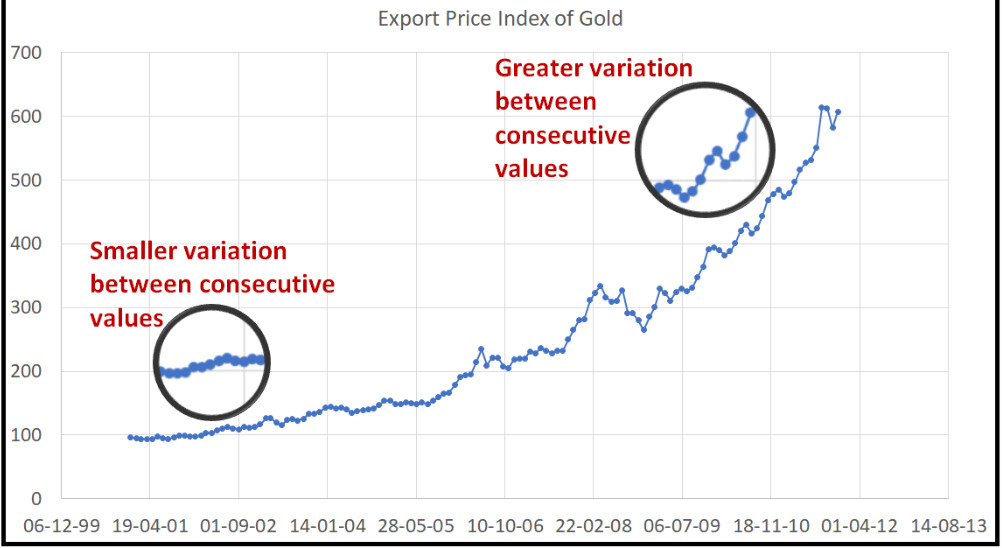 Export Price Index of Gold
700
600
500
400
300
200
100
0
Greater variation
between
consecutive
values
Smaller variation
between consecutive
values
06-12-99 19-04-01 01-09-02 14-01-04 28-05-05 10-10-06 22-02-08 06-07-09 18-11-10 01-04-12 14-08-13